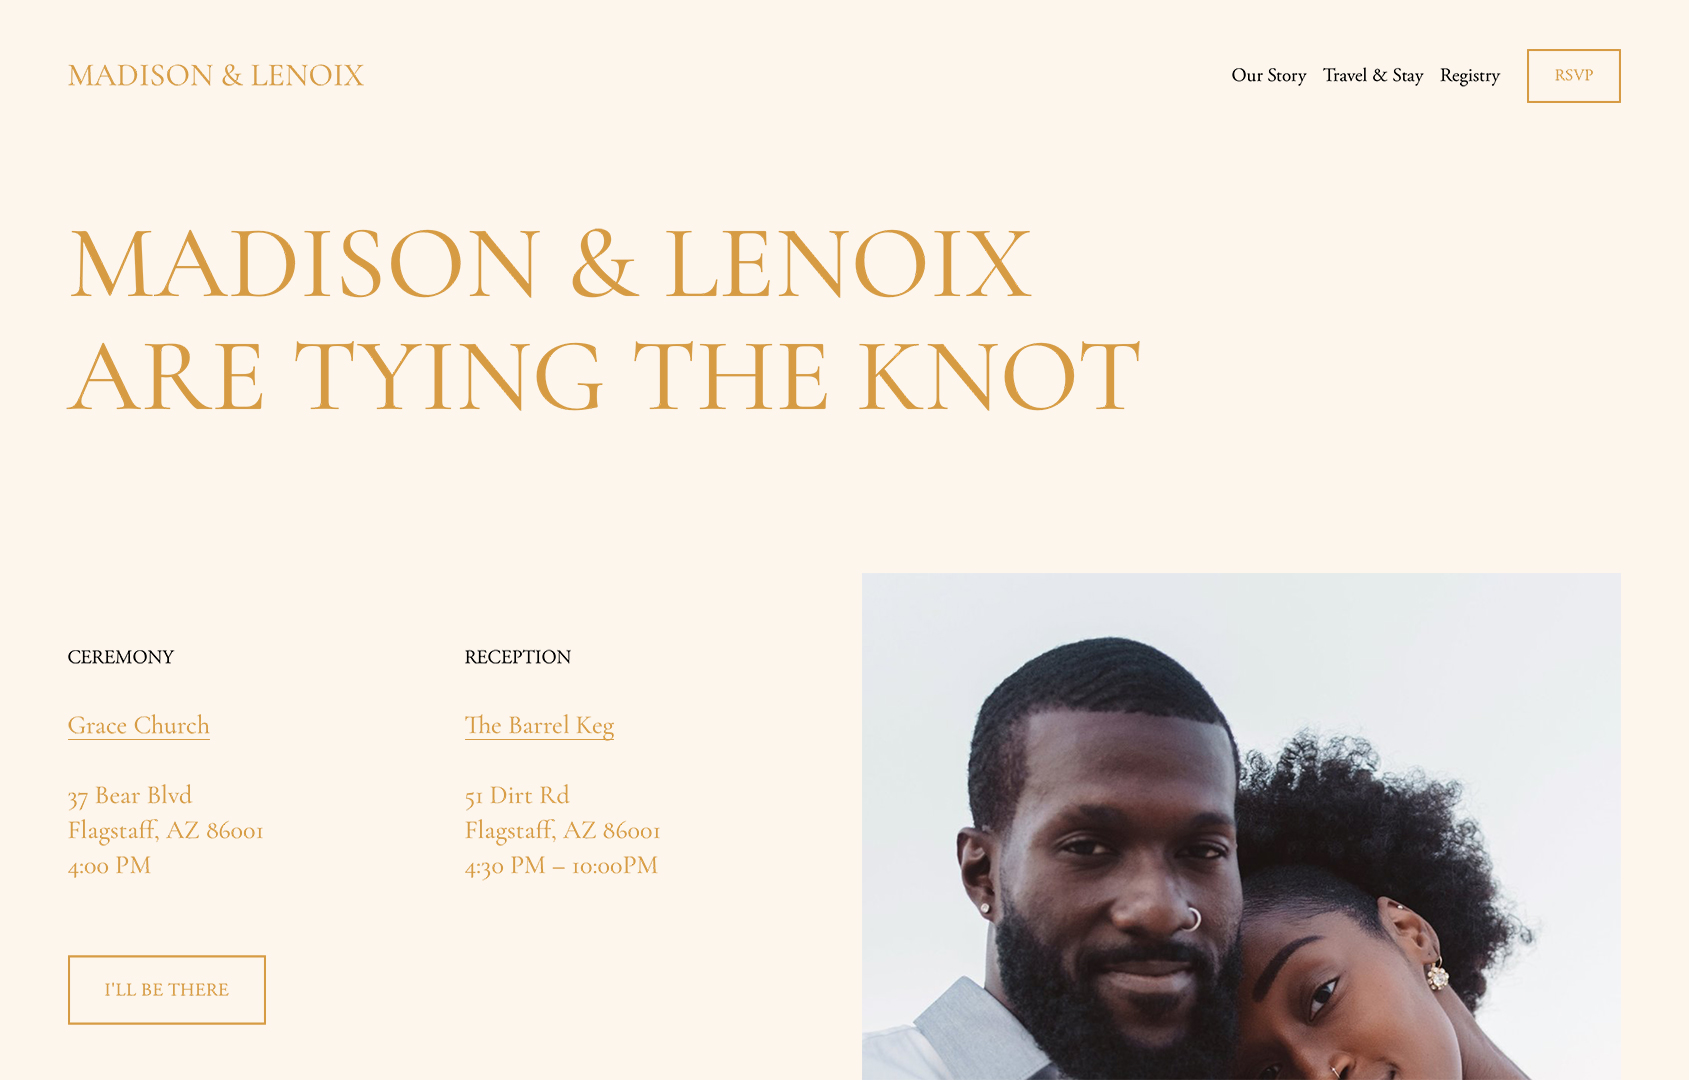 MADISON & LENOIX
Our Story
Travel & Stay
Registry
RSVP
MADISON & LENOIX
ARE TYING THE KNOT
CEREMONY
Grace Church
37 Bear Blvd
Flagstaff, AZ 86001
4:00 PM
RECEPTION
The Barrel Keg
51 Dirt Rd
Flagstaff, AZ 86001
4:30 PM – 10:00PM
I'LL BE THERE